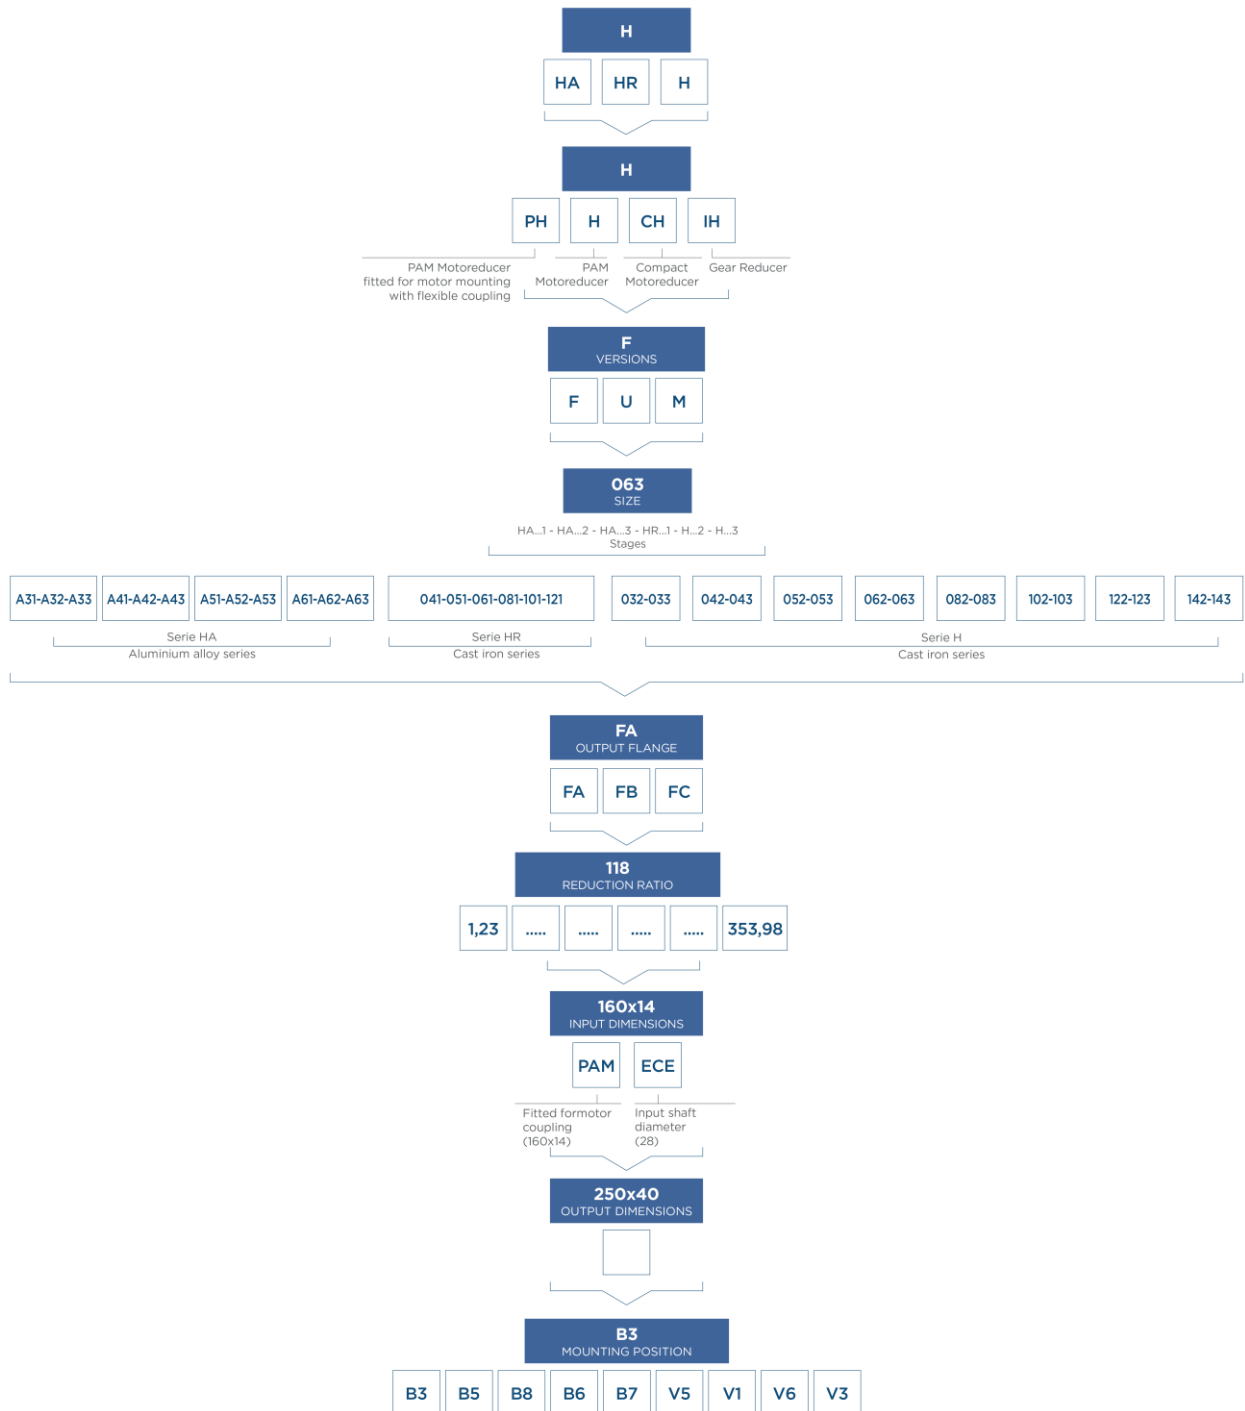 H
HA HR H
H
PH H CH IH
PAM Motoreducer
fitted for motor mounting
with flexible coupling
PAM
Motoreducer
Compact
Motoreducer
Gear Reducer
F
VERSIONS
F U M
063
SIZE
HA...1 - HA...2 - HA...3 - HR...1 - H...2 - H...3
Stages
A31-A32-A33 A41-A42-A43 A51-A52-A53 A61-A62-A63 041-051-061-081-101-121 032-033 042-043 052-053 062-063 082-083 102-103 122-123 142-143
Serie HA
Aluminium alloy series
Serie HR
Cast iron series
Serie H
Cast iron series
FA
OUTPUT FLANGE
FA FB FC
118
REDUCTION RATIO
1,23 ..... ..... ..... ..... 353,98
160x14
INPUT DIMENSIONS
PAM ECE
Fitted formotor
coupling
(160x14)
Input shaft
diameter
(28)
250x40
OUTPUT DIMENSIONS
B3
MOUNTING POSITION
B3 B5 B8 B6 B7 V5 V1 V6 V3